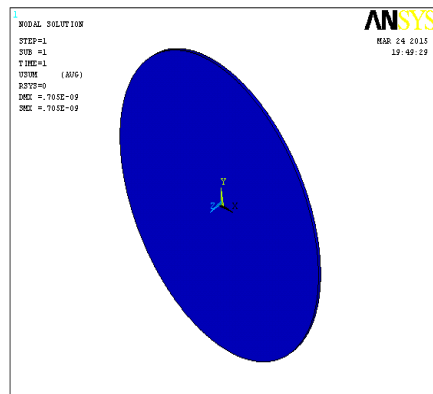 1
NODAL SOLUTION
STEP=1
SUB =1
TIME=1
USUM (AVG)
RSYS=0
DMX =.705E-09
SMX =.705E-09
ANSYS
MAR 24 2015
19:49:29
Y
Z X